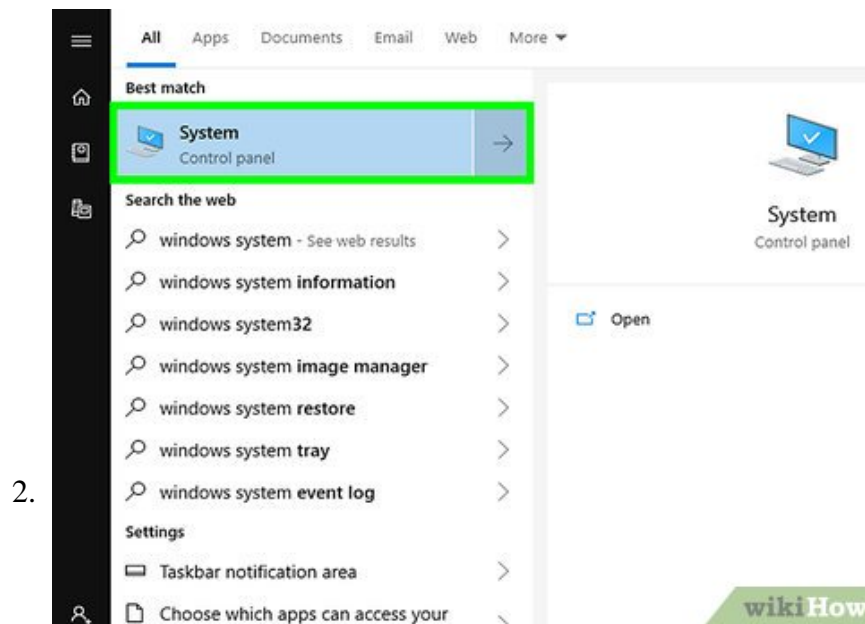 All Apps Documents Email Web More
Best match
System
Control panel
Search the web
windows system - See web results
windows system information
windows system32
windows system image manager
windows system restore
windows system tray
windows system event log
Settings
Taskbar notification area
Choose which apps can access your
System
Control panel
Open
2.
wikiHow